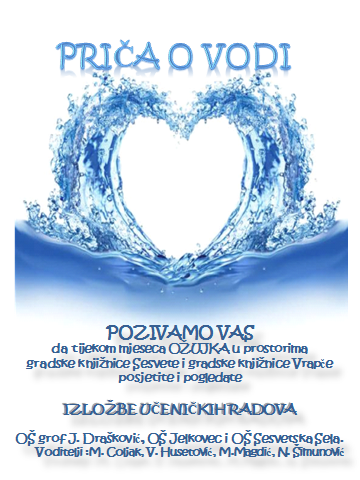 PRIČA O VODI
POZIVAMO VAS
da tijekom mjeseca OŽUJKA u prostorima
gradske knjižnice Sesvete i gradske knjižnice Vrapče
posjetite i pogledate
IZLOŽBE UČENIČKIH RADOVA
OŠ grof J. Drašković, OŠ Jelkovec i OŠ Sesvetska Sela.
Voditelji :M. Coljak, V. Husetović, M.Magdić, N. Šimunović